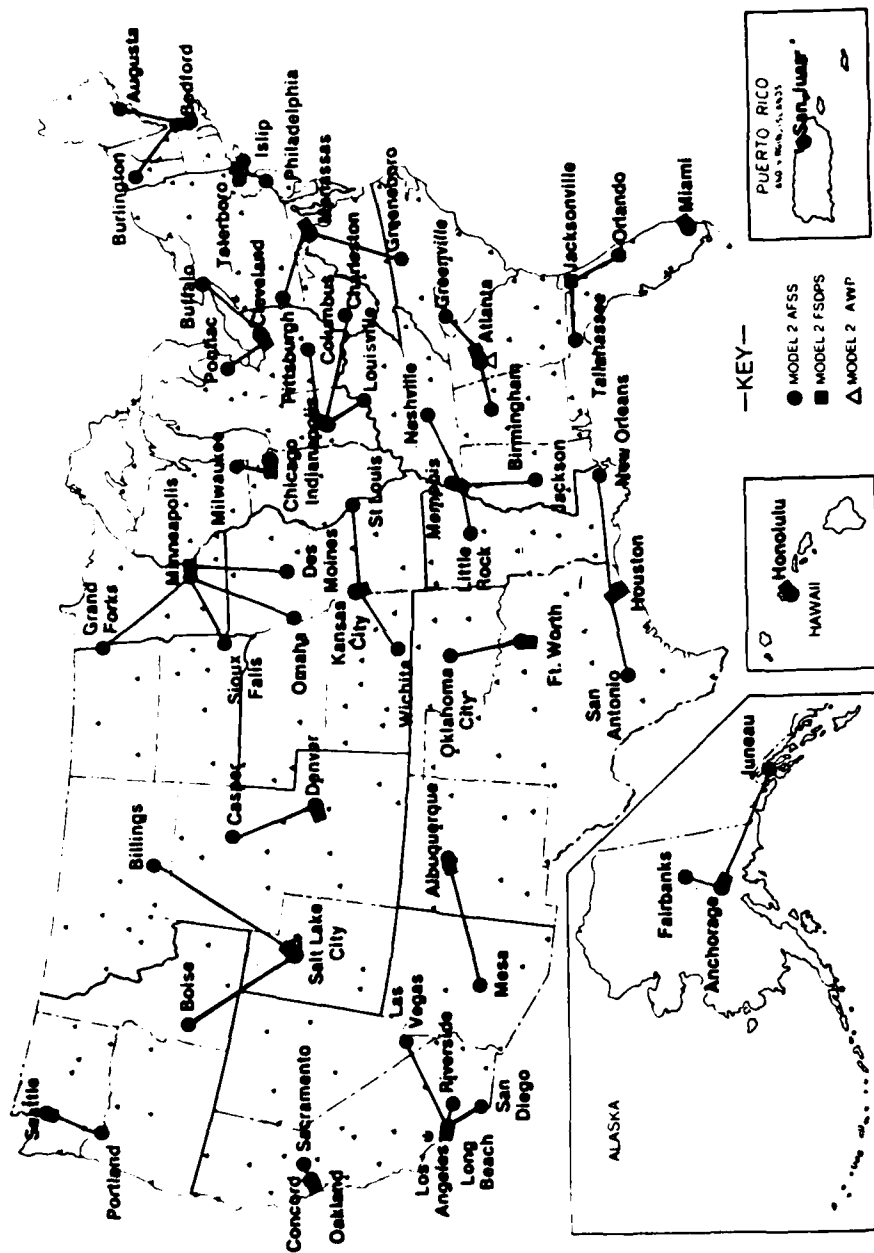 Seattle
Portland
Boise
Billings
Casper
Denver
Salt Lake
City
Concord
Sacramento
Oakland
Las
Vegas
Los
Angeles
Riverside
Long
Beach
San
Diego
Mesa
Albuquerque
Grand
Forks
Minneapolis
Sioux
Falls
Omaha
Des
Moines
Milwaukee
Chicago
Kansas
City
St Louis
Wichita
Oklahoma
City
Ft. Worth
San
Antonio
Houston
Little
Rock
Memphis
Nashville
Jackson
New Orleans
Birmingham
Atlanta
Greenville
Greensboro
Indianapolis
Louisville
Columbus
Charleston
Pittsburgh
Cleveland
Buffalo
Manassas
Philadelphia
Islip
Burlington
Augusta
Bedford
Tallahassee
Jacksonville
Orlando
Miami
ALASKA
Fairbanks
Anchorage
Juneau
Honolulu
HAWAII
—KEY—
MODEL 2 AFSS
MODEL 2 FSDPS
MODEL 2 AWP
PUERTO RICO
San Juan